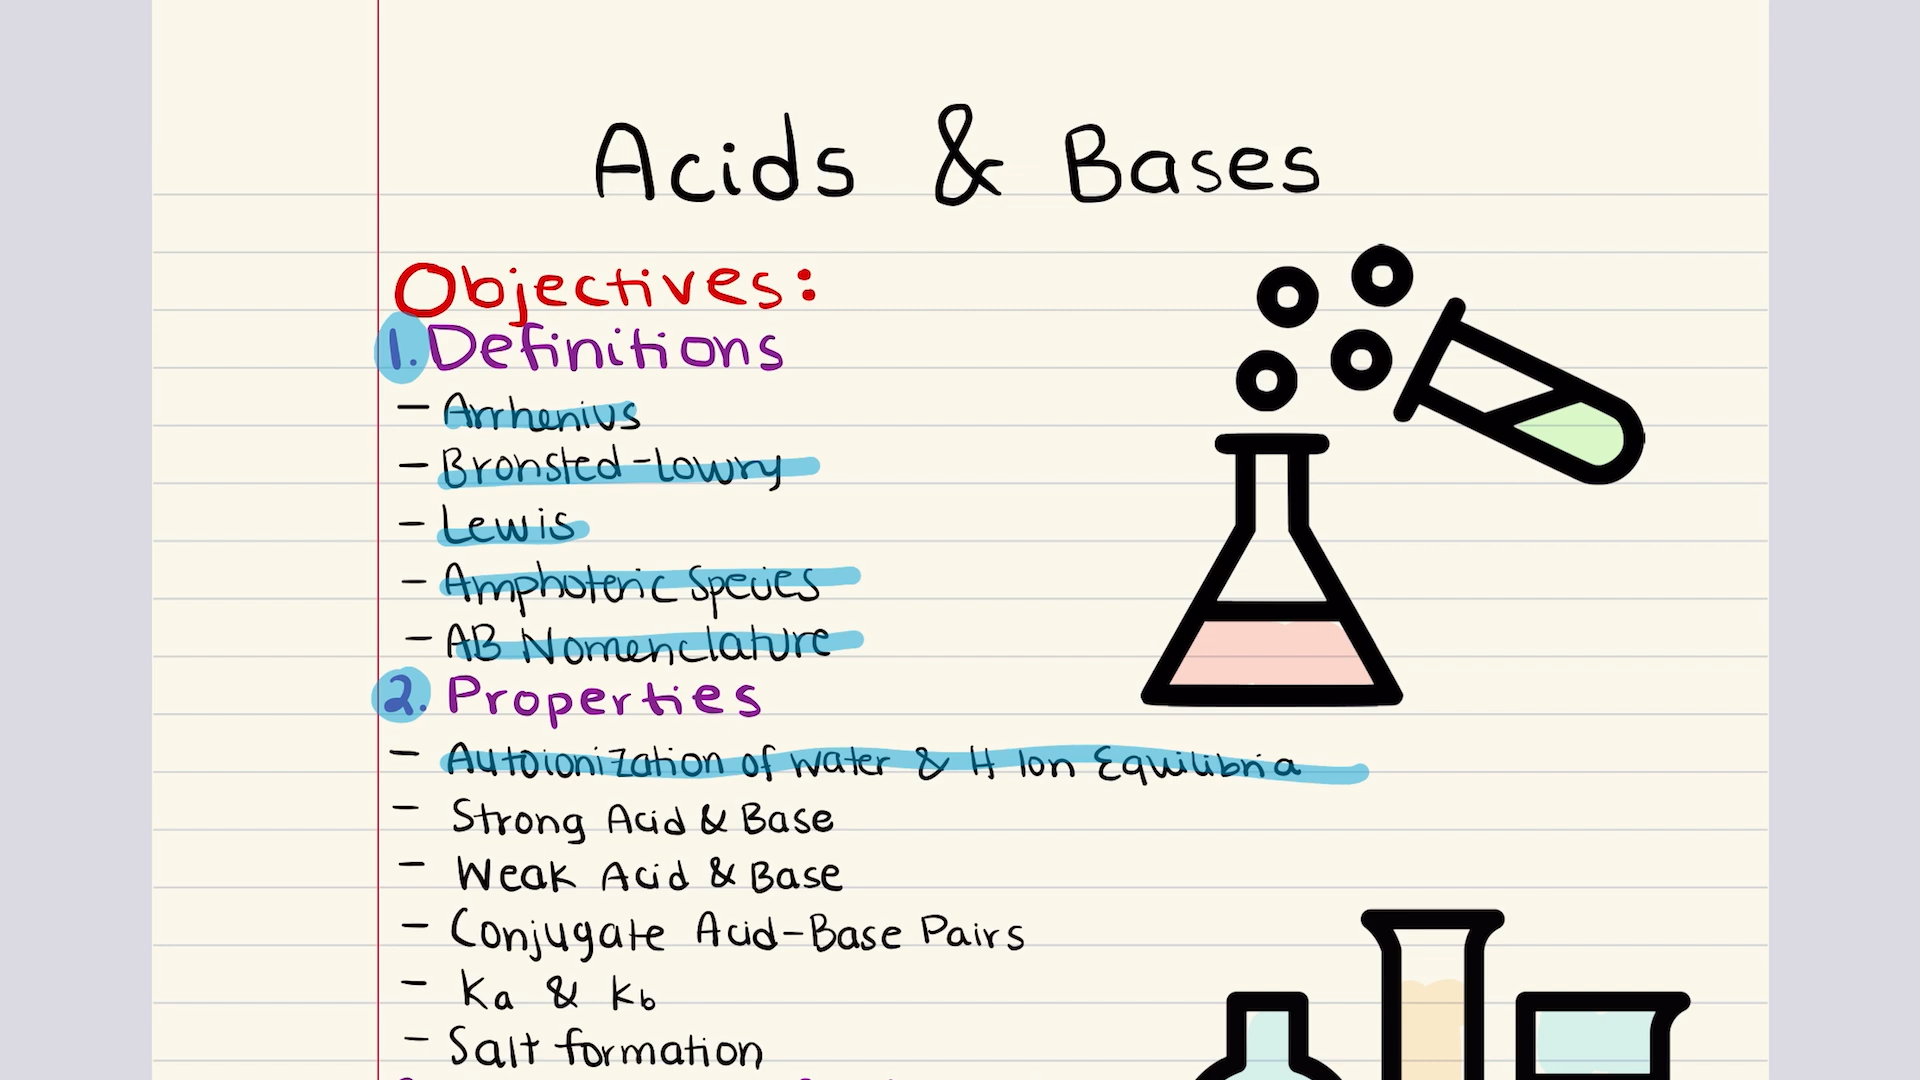 Acids & Bases
Objectives:
1. Definitions
- Arrhenius
- Bronsted-Lowry
- Lewis
- Amphoteric Species
- AB Nomenclature
2. Properties
- Autoionization of water & H Ion Equilibria
- Strong Acid & Base
- Weak Acid & Base
- Conjugate Acid-Base Pairs
- Ka & Kb
- Salt formation